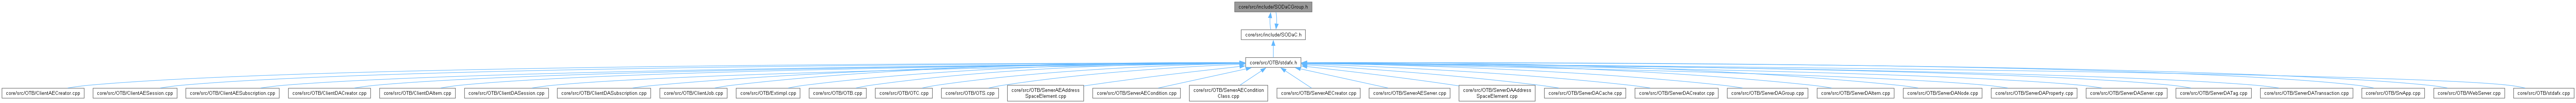 core/src/include/SODaCGroup.h
core/src/include/SODaC.h
core/src/OTB/stdafx.h
core/src/OTB/ClientAECreator.cpp
core/src/OTB/ClientAESession.cpp
core/src/OTB/ClientAESubscription.cpp
core/src/OTB/ClientDACreator.cpp
core/src/OTB/ClientDAItem.cpp
core/src/OTB/ClientDASession.cpp
core/src/OTB/ClientDASubscription.cpp
core/src/OTB/ClientJob.cpp
core/src/OTB/ExtImpl.cpp
core/src/OTB/OTB.cpp
core/src/OTB/OTC.cpp
core/src/OTB/OTS.cpp
core/src/OTB/ServerAEAddress
SpaceElement.cpp
core/src/OTB/ServerAECondition.cpp
core/src/OTB/ServerAECondition
Class.cpp
core/src/OTB/ServerAECreator.cpp
core/src/OTB/ServerAEServer.cpp
core/src/OTB/ServerDAAddress
SpaceElement.cpp
core/src/OTB/ServerDACache.cpp
core/src/OTB/ServerDACreator.cpp
core/src/OTB/ServerDAGroup.cpp
core/src/OTB/ServerDAItem.cpp
core/src/OTB/ServerDANode.cpp
core/src/OTB/ServerDAProperty.cpp
core/src/OTB/ServerDAServer.cpp
core/src/OTB/ServerDATag.cpp
core/src/OTB/ServerDATransaction.cpp
core/src/OTB/SrvApp.cpp
core/src/OTB/WebServer.cpp
core/src/OTB/stdafx.cpp